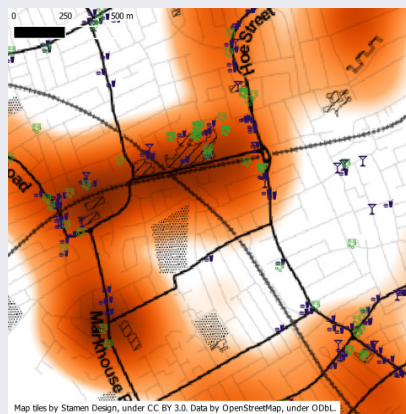 0 250 500 m
Hoe Street
oad
Markhouse R
Map tiles by Stamen Design, under CC BY 3.0. Data by OpenStreetMap, under ODbL.